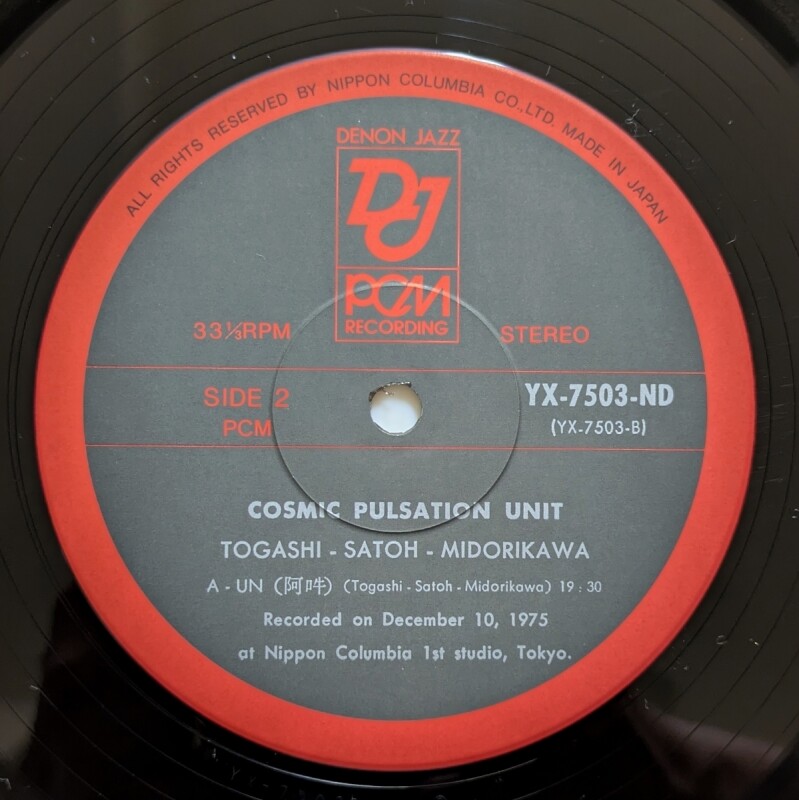 ALL RIGHTS RESERVED BY NIPPON COLUMBIA CO.,LTD. MADE IN JAPAN
DENON JAZZ
DJ
PCM
RECORDING
33⅓RPM
STEREO
SIDE 2
PCM
YX-7503-ND
(YX-7503-B)
COSMIC PULSATION UNIT
TOGASHI - SATOH - MIDORIKAWA
A - UN (阿吽) (Togashi - Satoh - Midorikawa) 19 : 30
Recorded on December 10, 1975
at Nippon Columbia 1st studio, Tokyo.